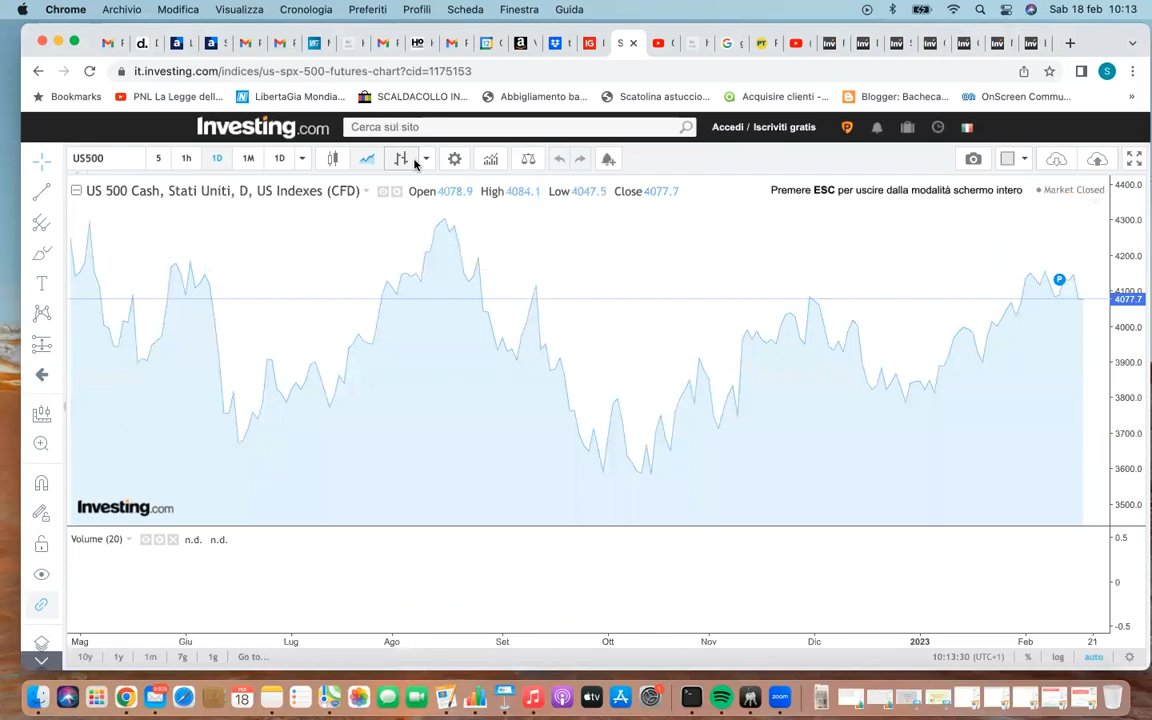 Chrome Archivio Modifica Visualizza Cronologia Preferiti Profili Scheda Finestra Guida Sab 18 feb 10:13
it.investing.com/indices/us-spx-500-futures-chart?cid=1175153
S
Bookmarks PNL La Legge dell... LibertaGia Mondia... SCALDACOLLO IN... Abbigliamento ba... Scatolina astuccio... Acquisire clienti -... Blogger: Bacheca... OnScreen Commu... »
Investing.com Cerca sul sito Accedi / Iscriviti gratis
US500 5 1h 1D 1M 1D
US 500 Cash, Stati Uniti, D, US Indexes (CFD) Open 4078.9 High 4084.1 Low 4047.5 Close 4077.7 Premere ESC per uscire dalla modalità schermo intero Market Closed
4400.0
4300.0
4200.0
P
4100.0
4077.7
4000.0
3900.0
3800.0
3700.0
3600.0
3500.0
Investing.com
Volume (20) n.d. n.d.
0.5
0
-0.5
Mag Giu Lug Ago Set Ott Nov Dic 2023 Feb 21
10y 1y 1m 7g 1g Go to... 10:13:30 (UTC+1) % log auto
zoom